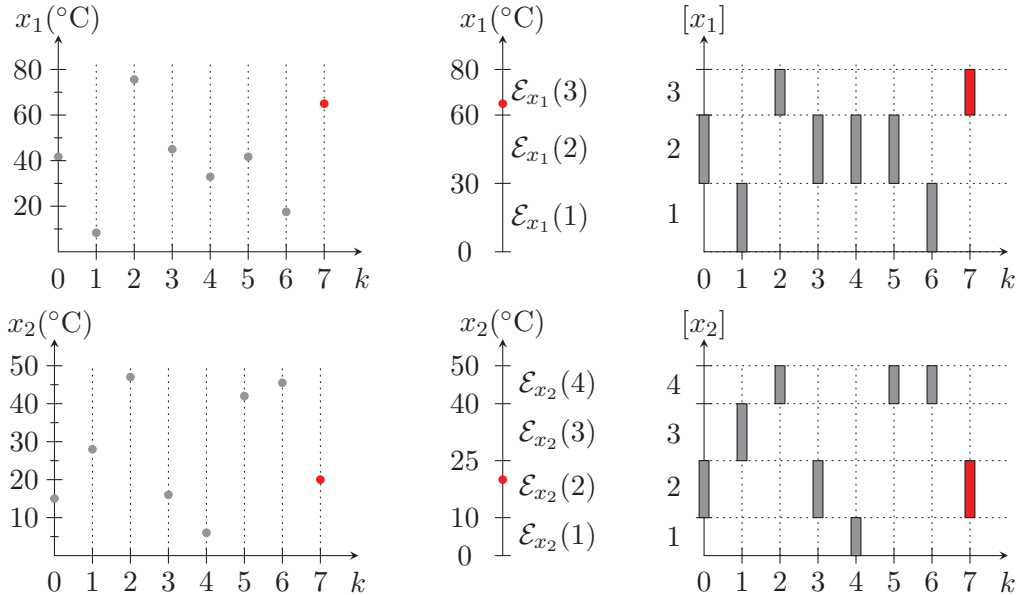 x₁(°C) x₁(°C) [x₁]
80 80
ℰₓ₁(3) 3
60 60
ℰₓ₁(2) 2
40
30
20 ℰₓ₁(1) 1
0
0 1 2 3 4 5 6 7 k 0 1 2 3 4 5 6 7 k
x₂(°C) x₂(°C) [x₂]
50 50
ℰₓ₂(4) 4
40 40
ℰₓ₂(3) 3
30
25
20 ℰₓ₂(2) 2
10 10
ℰₓ₂(1) 1
0
0 1 2 3 4 5 6 7 k 0 1 2 3 4 5 6 7 k